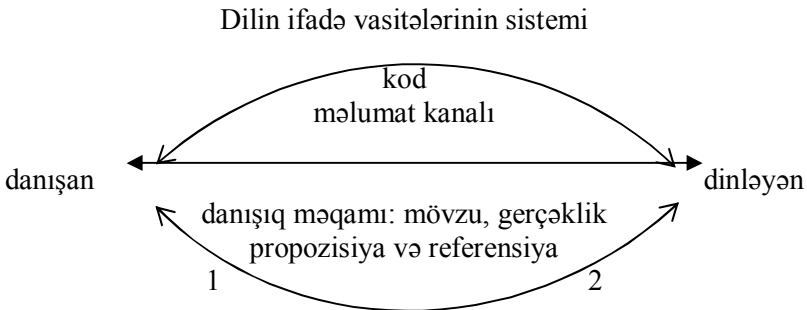 Dilin ifadə vasitələrinin sistemi
kod
məlumat kanalı
danışan
dinləyən
danışıq məqamı: mövzu, gerçəklik
propozisiya və referensiya
1
2